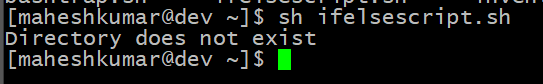 [maheshkumar@dev ~]$ sh ifelsescript.sh
Directory does not exist
[maheshkumar@dev ~]$